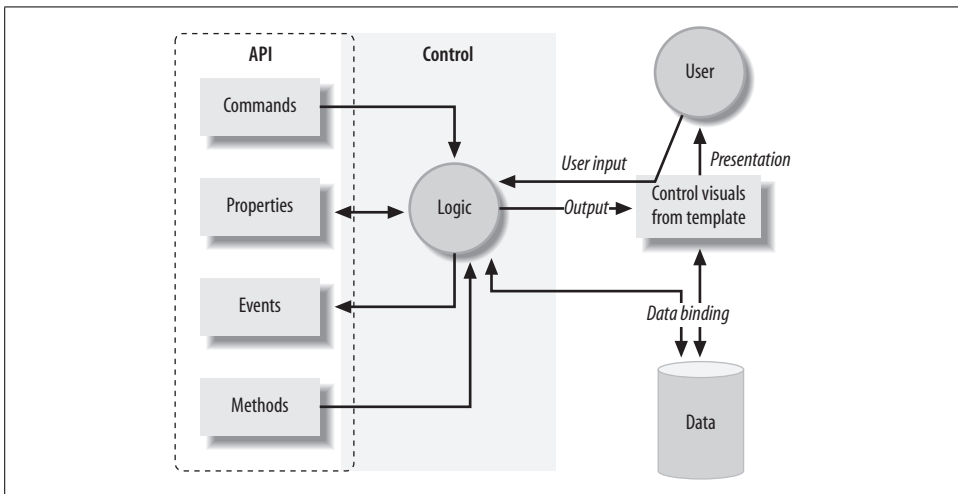 API
Control
User
Commands
User input
Presentation
Properties
Logic
Output
Control visuals
from template
Events
Data binding
Methods
Data